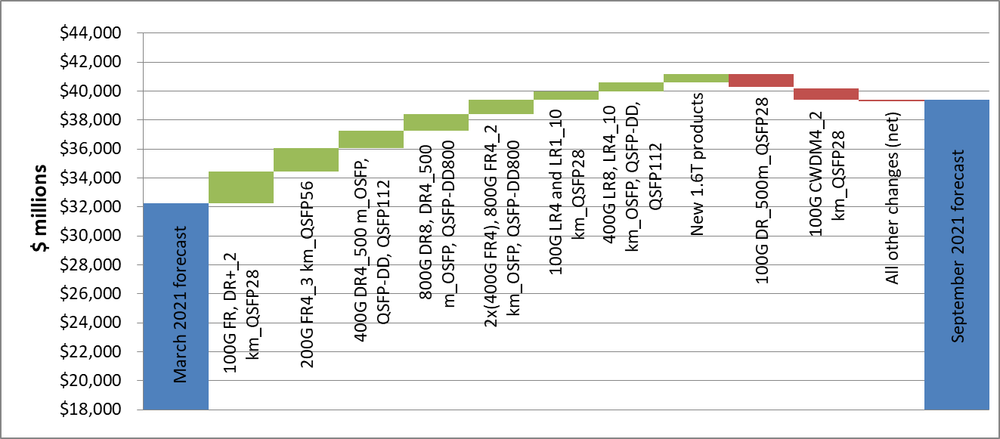 $44,000
$42,000
$40,000
$38,000
$36,000
$34,000
$32,000
$30,000
$28,000
$26,000
$24,000
$22,000
$20,000
$18,000
$ millions
March 2021 forecast
100G FR, DR+_2
km_QSFP28
200G FR4_3 km_QSFP56
400G DR4_500 m_OSFP,
QSFP-DD, QSFP112
800G DR8, DR4_500
m_OSFP, QSFP-DD800
2x(400G FR4), 800G FR4_2
km_OSFP, QSFP-DD800
100G LR4 and LR1_10
km_QSFP28
400G LR8, LR4_10
km_OSFP, QSFP-DD,
QSFP112
New 1.6T products
100G DR_500m_QSFP28
100G CWDM4_2
km_QSFP28
All other changes (net)
September 2021 forecast